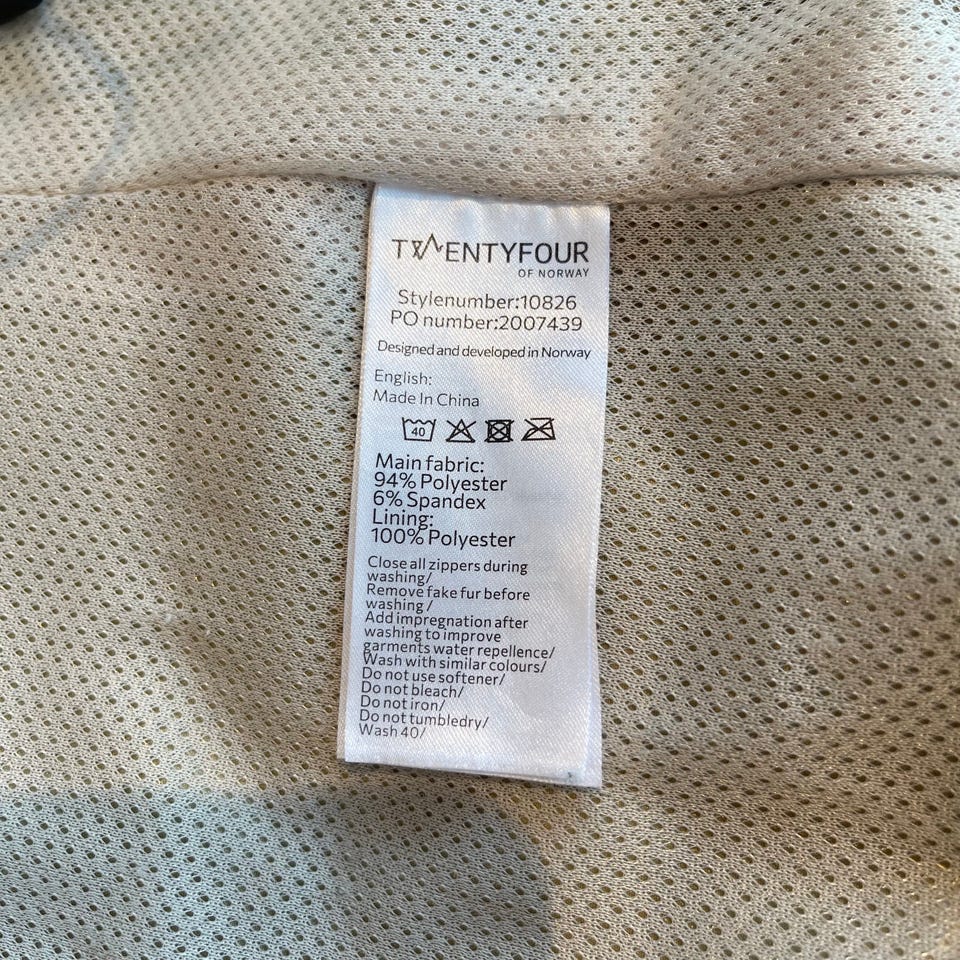 TWENTYFOUR
OF NORWAY
Stylenumber:10826
PO number:2007439
Designed and developed in Norway
English:
Made In China
40
Main fabric:
94% Polyester
6% Spandex
Lining:
100% Polyester
Close all zippers during
washing/
Remove fake fur before
washing /
Add impregnation after
washing to improve
garments water repellence/
Wash with similar colours/
Do not use softener/
Do not bleach/
Do not iron/
Do not tumbledry/
Wash 40/